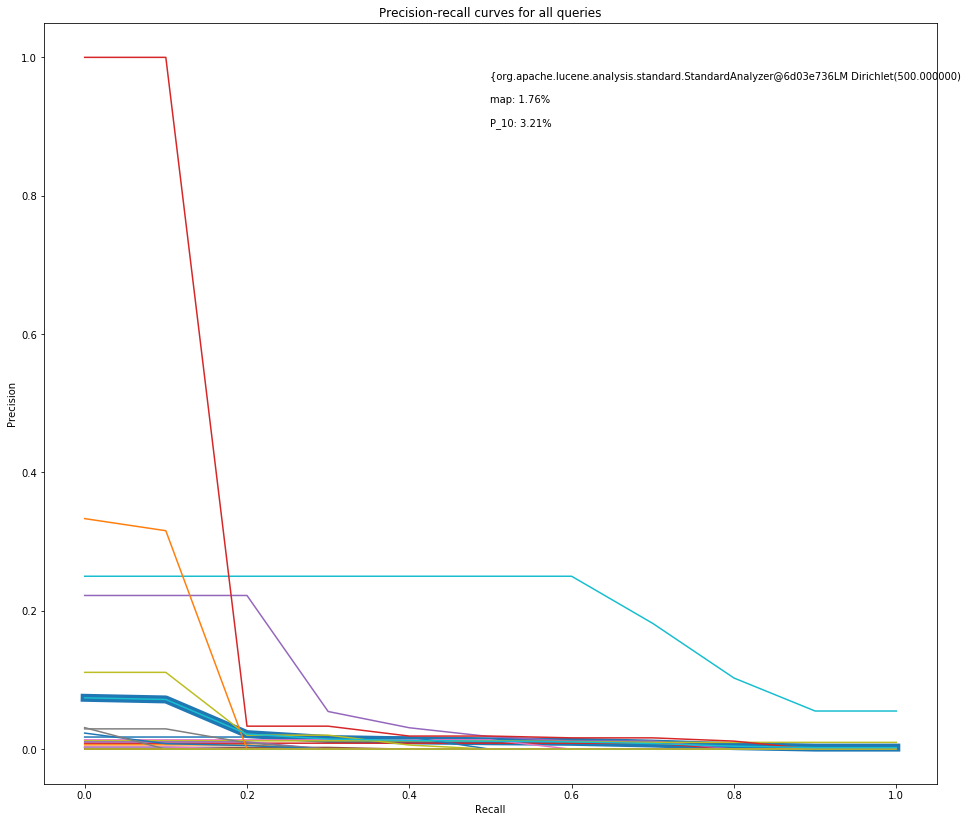 Precision-recall curves for all queries
1.0
{org.apache.lucene.analysis.standard.StandardAnalyzer@6d03e736LM Dirichlet(500.000000)
map: 1.76%
P_10: 3.21%
0.8
0.6
Precision
0.4
0.2
0.0
0.0 0.2 0.4 0.6 0.8 1.0
Recall